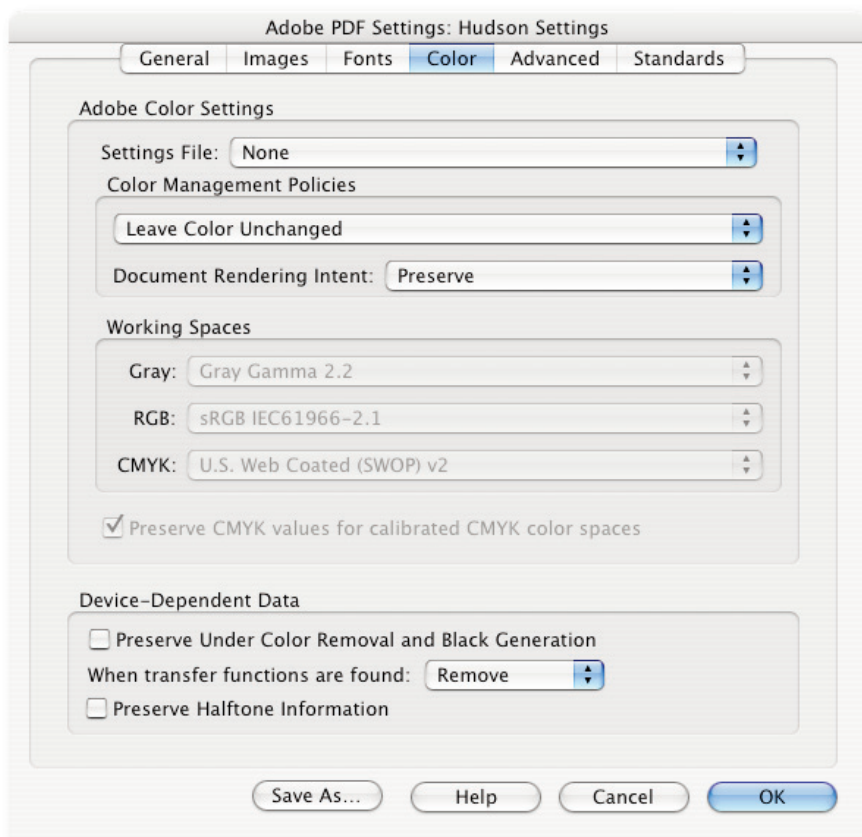 Adobe PDF Settings: Hudson Settings
General Images Fonts Color Advanced Standards
Adobe Color Settings
Settings File: None
Color Management Policies
Leave Color Unchanged
Document Rendering Intent: Preserve
Working Spaces
Gray: Gray Gamma 2.2
RGB: sRGB IEC61966-2.1
CMYK: U.S. Web Coated (SWOP) v2
Preserve CMYK values for calibrated CMYK color spaces
Device-Dependent Data
Preserve Under Color Removal and Black Generation
When transfer functions are found: Remove
Preserve Halftone Information
Save As... Help Cancel OK